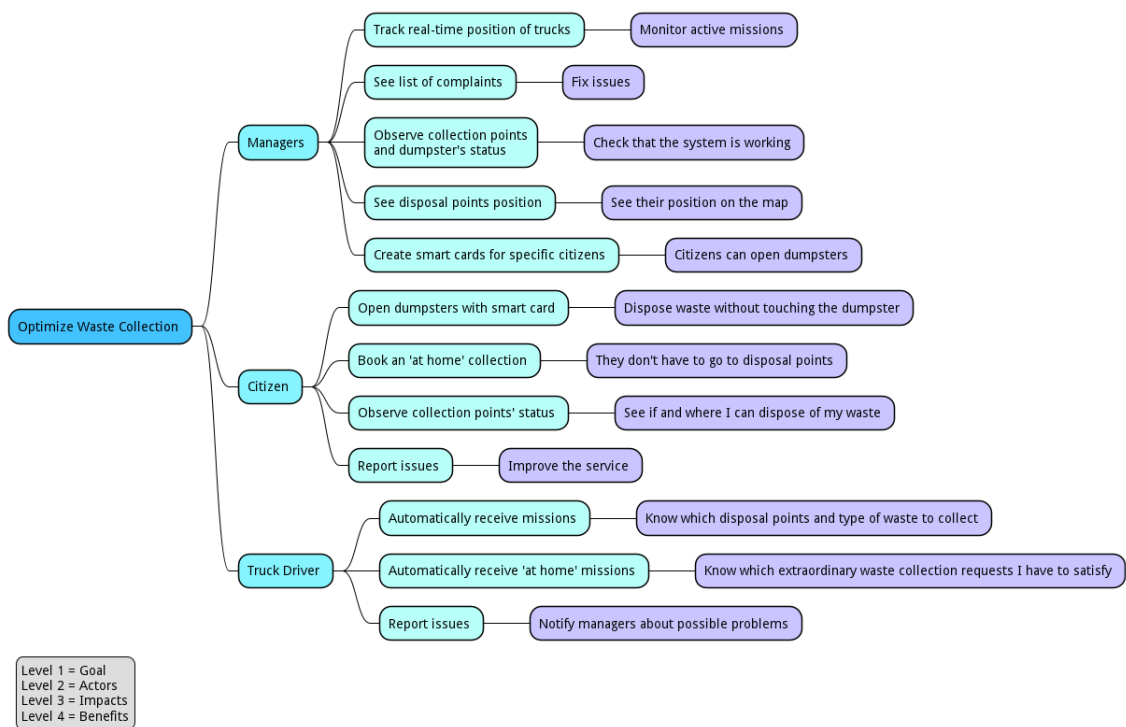 Track real-time position of trucks
Monitor active missions
See list of complaints
Fix issues
Managers
Observe collection points
and dumpster's status
Check that the system is working
See disposal points position
See their position on the map
Create smart cards for specific citizens
Citizens can open dumpsters
Optimize Waste Collection
Open dumpsters with smart card
Dispose waste without touching the dumpster
Book an 'at home' collection
They don't have to go to disposal points
Citizen
Observe collection points' status
See if and where I can dispose of my waste
Report issues
Improve the service
Automatically receive missions
Know which disposal points and type of waste to collect
Truck Driver
Automatically receive 'at home' missions
Know which extraordinary waste collection requests I have to satisfy
Report issues
Notify managers about possible problems
Level 1 = Goal
Level 2 = Actors
Level 3 = Impacts
Level 4 = Benefits